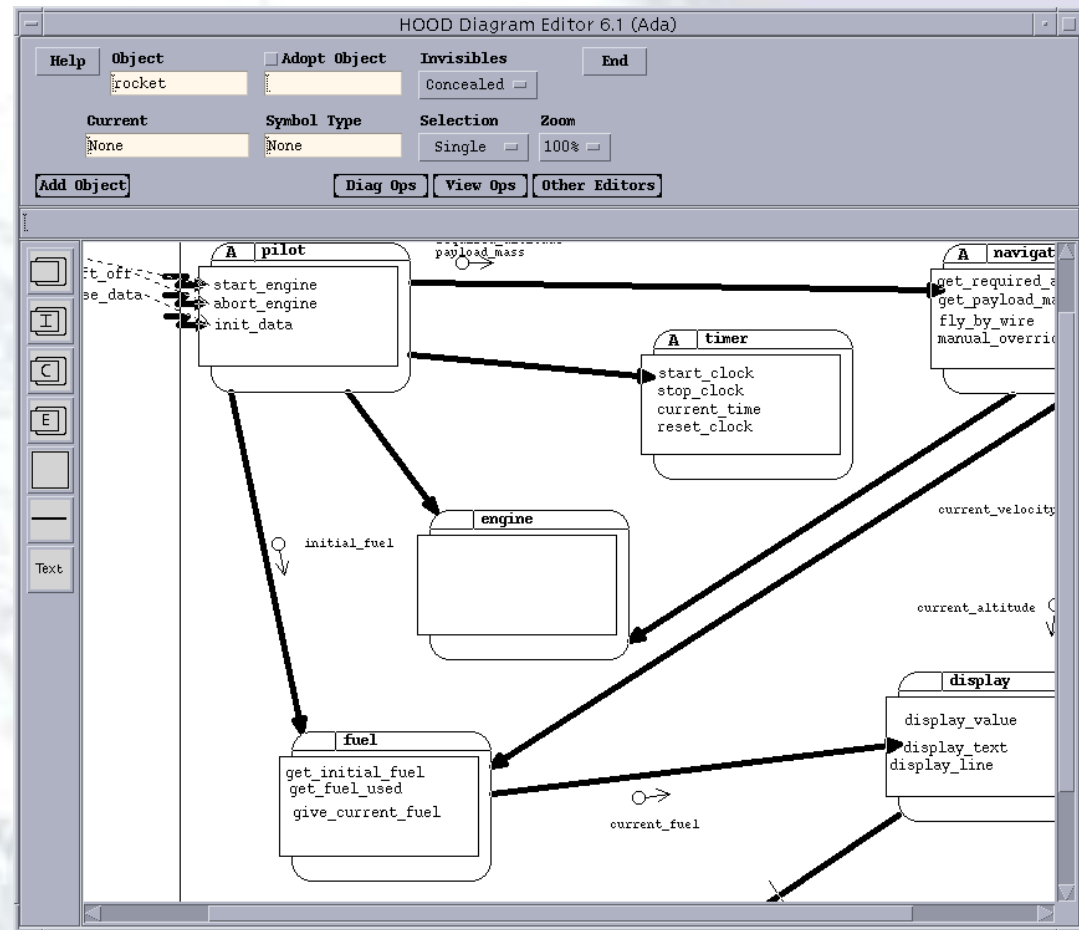 HOOD Diagram Editor 6.1 (Ada)
Help
Object
Adopt Object
Invisibles
End
rocket
Concealed
Current
Symbol Type
Selection
Zoom
None
None
Single
100%
Add Object
Diag Ops
View Ops
Other Editors
I
C
E
Text
A pilot
payload_mass
A navigat
start_engine
abort_engine
init_data
se_data
get_required_a
get_payload_ma
fly_by_wire
manual_overric
A timer
start_clock
stop_clock
current_time
reset_clock
engine
current_velocity
initial_fuel
current_altitude
display
display_value
display_text
display_line
fuel
get_initial_fuel
get_fuel_used
give_current_fuel
current_fuel